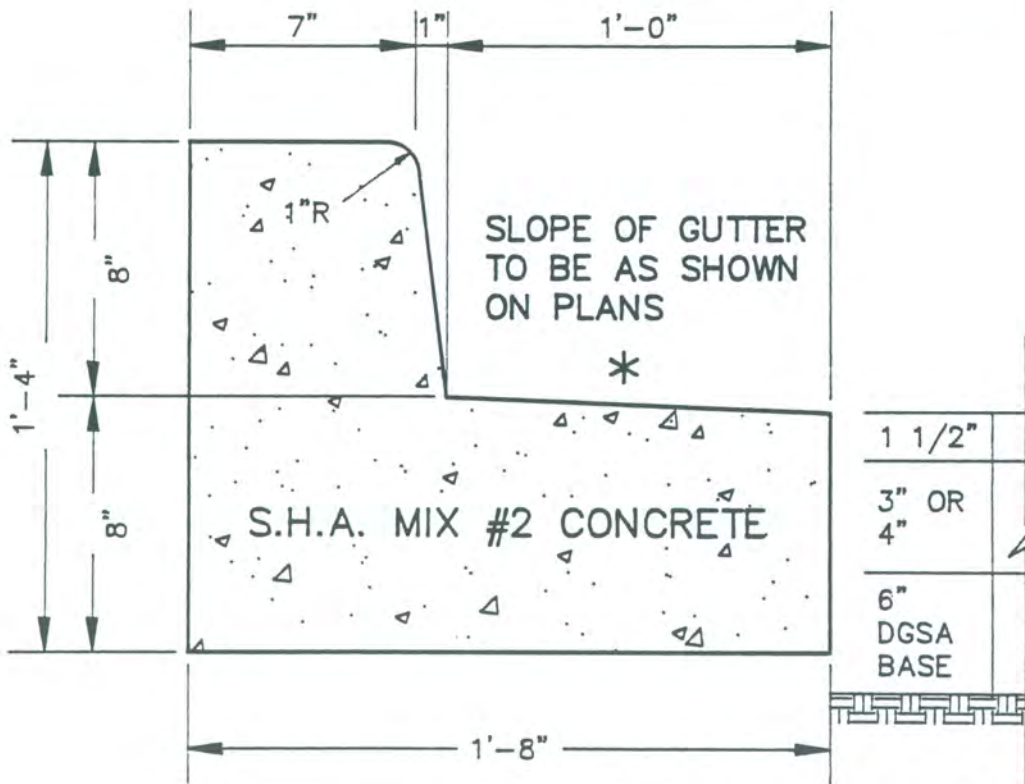 7" 1" 1'-0"
1"R
8"
1'-4"
8"
SLOPE OF GUTTER
TO BE AS SHOWN
ON PLANS
*
S.H.A. MIX #2 CONCRETE
1 1/2"
3" OR
4"
6"
DGSA
BASE
1'-8"